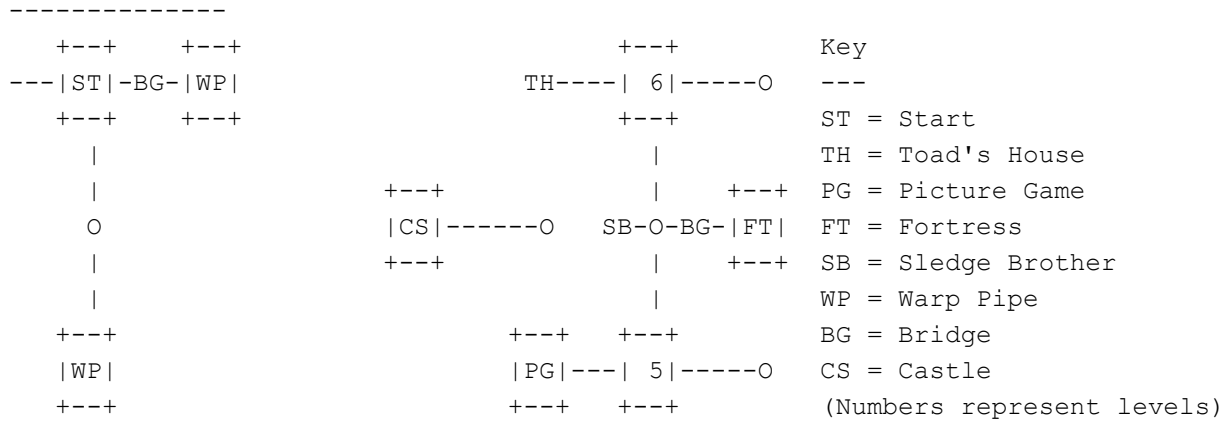 --------------
   +--+    +--+                         +--+         Key
---|ST|-BG-|WP|                   TH----| 6|-----O   ---
   +--+    +--+                         +--+         ST = Start
     |                                    |          TH = Toad's House
     |                  +--+              |    +--+  PG = Picture Game
     O                  |CS|------O   SB-O-BG-|FT|  FT = Fortress
     |                  +--+              |    +--+  SB = Sledge Brother
     |                                    |          WP = Warp Pipe
   +--+                          +--+   +--+         BG = Bridge
   |WP|                          |PG|---| 5|-----O   CS = Castle
   +--+                          +--+   +--+         (Numbers represent levels)